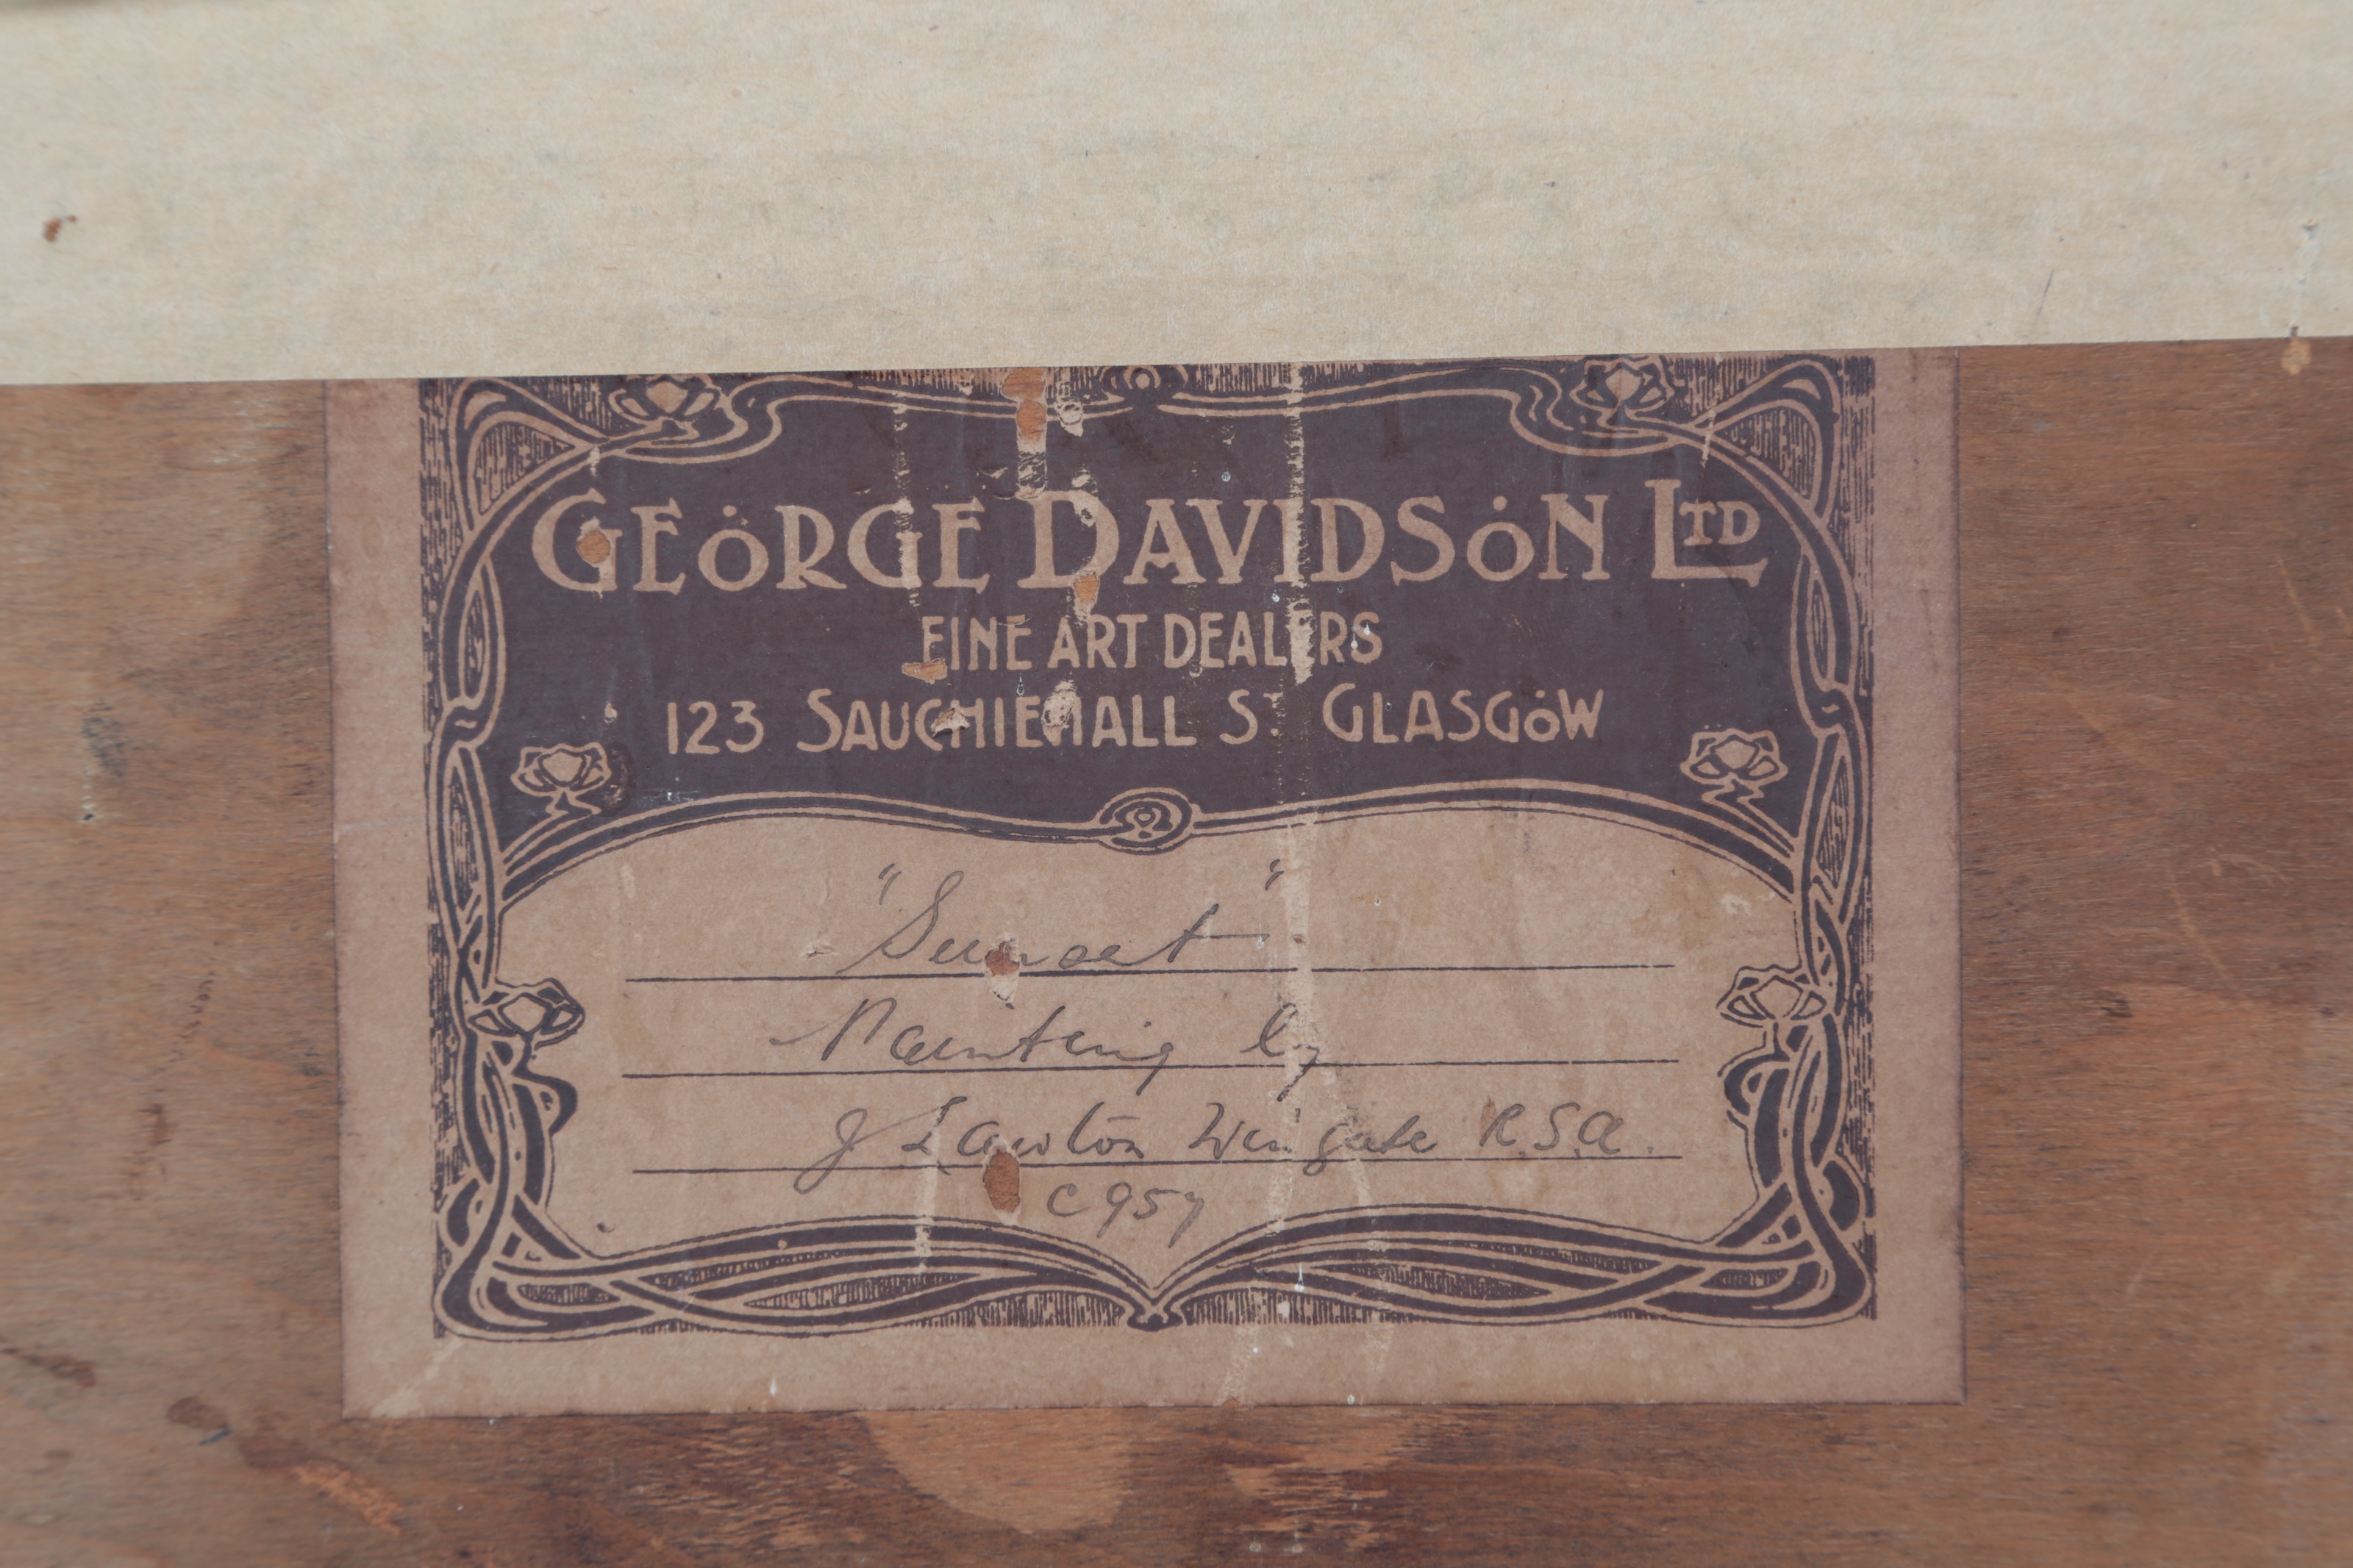 GEORGE DAVIDSON LTD
FINE ART DEALERS
123 SAUCHIEHALL ST. GLASGOW
"Sunset"
Painting by
J Lawton Wingate R.S.A.
C957